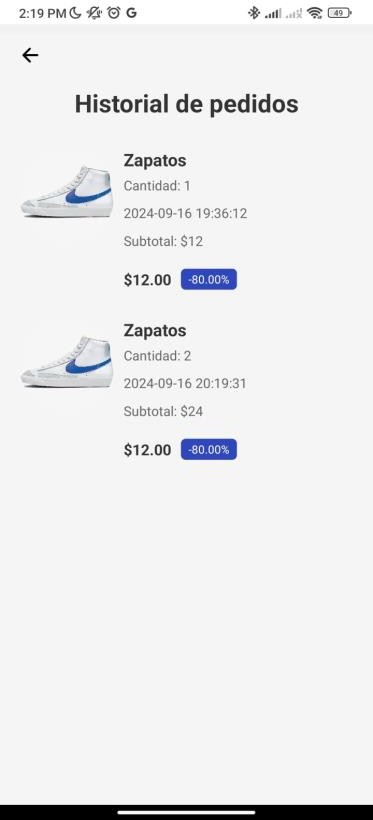 2:19 PM
49
Historial de pedidos
Zapatos
Cantidad: 1
2024-09-16 19:36:12
Subtotal: $12
$12.00 -80.00%
Zapatos
Cantidad: 2
2024-09-16 20:19:31
Subtotal: $24
$12.00 -80.00%